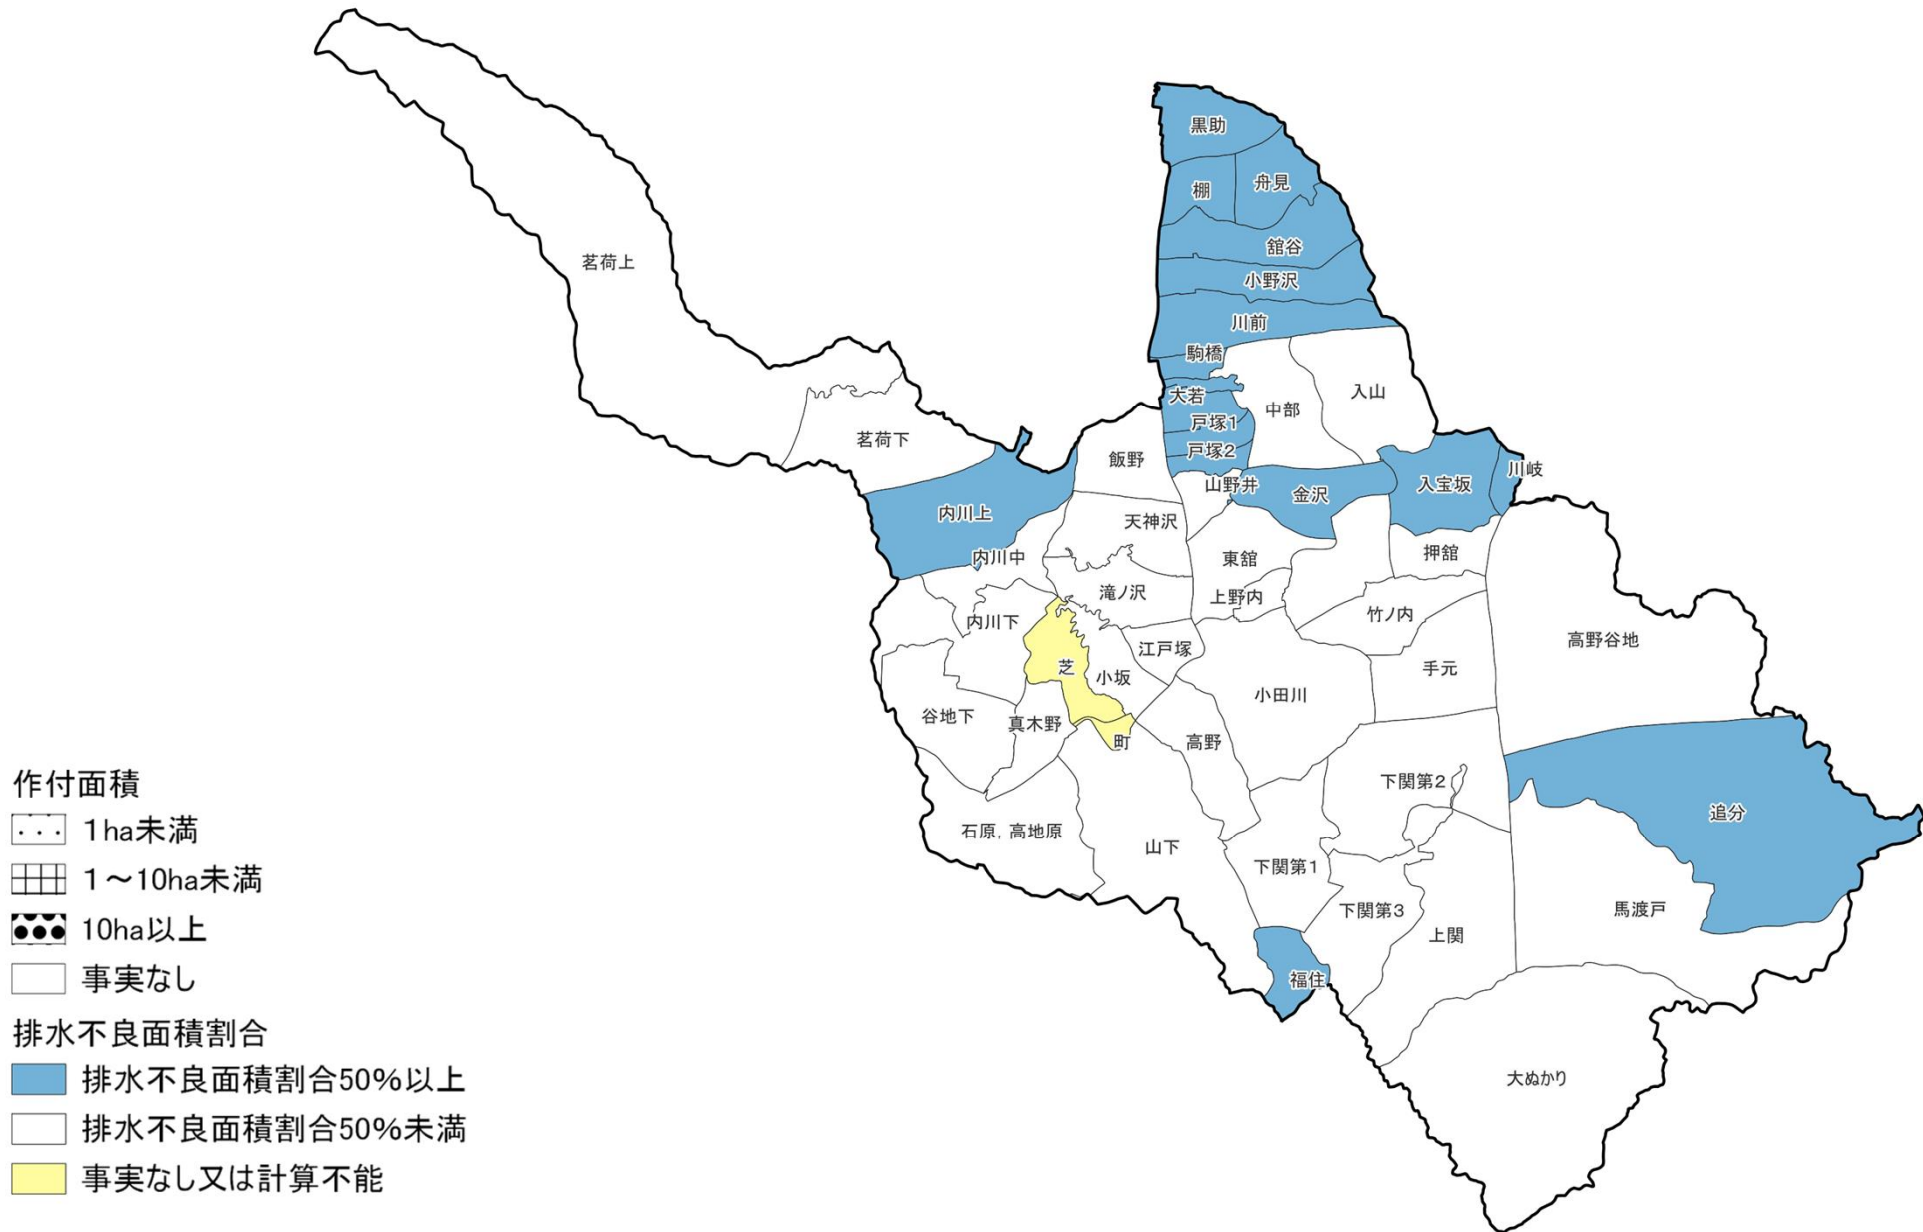 黒助
棚
舟見
舘谷
小野沢
川前
駒橋
大若
戸塚1
戸塚2
中部
入山
茗荷上
茗荷下
飯野
山野井
金沢
入宝坂
川岐
内川上
内川中
天神沢
東舘
押舘
滝ノ沢
上野内
竹ノ内
内川下
芝
小坂
江戸塚
小田川
手元
高野谷地
谷地下
真木野
町
高野
下関第2
追分
石原, 高地原
山下
下関第1
下関第3
上関
馬渡戸
福住
大ぬかり
作付面積
1ha未満
1～10ha未満
10ha以上
事実なし
排水不良面積割合
排水不良面積割合50%以上
排水不良面積割合50%未満
事実なし又は計算不能